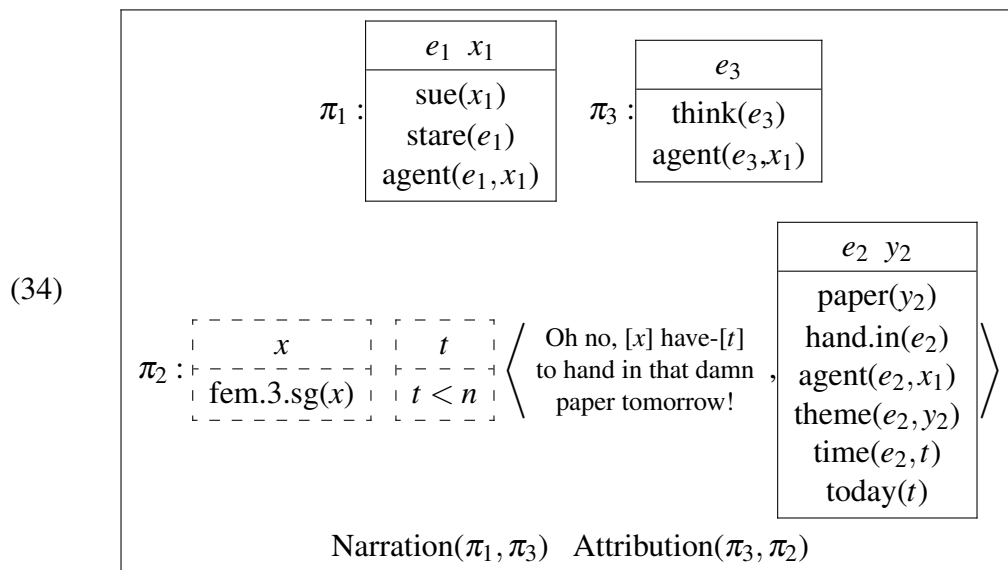 e₁ x₁
sue(x₁)
π₁ : stare(e₁)
agent(e₁, x₁)
e₃
π₃ : think(e₃)
agent(e₃,x₁)
(34)
x
π₂ : fem.3.sg(x)
t
t < n
⟨ Oh no, [x] have-[t]
to hand in that damn
paper tomorrow! ,
e₂ y₂
paper(y₂)
hand.in(e₂)
agent(e₂, x₁)
theme(e₂, y₂)
time(e₂, t)
today(t) ⟩
Narration(π₁, π₃) Attribution(π₃, π₂)